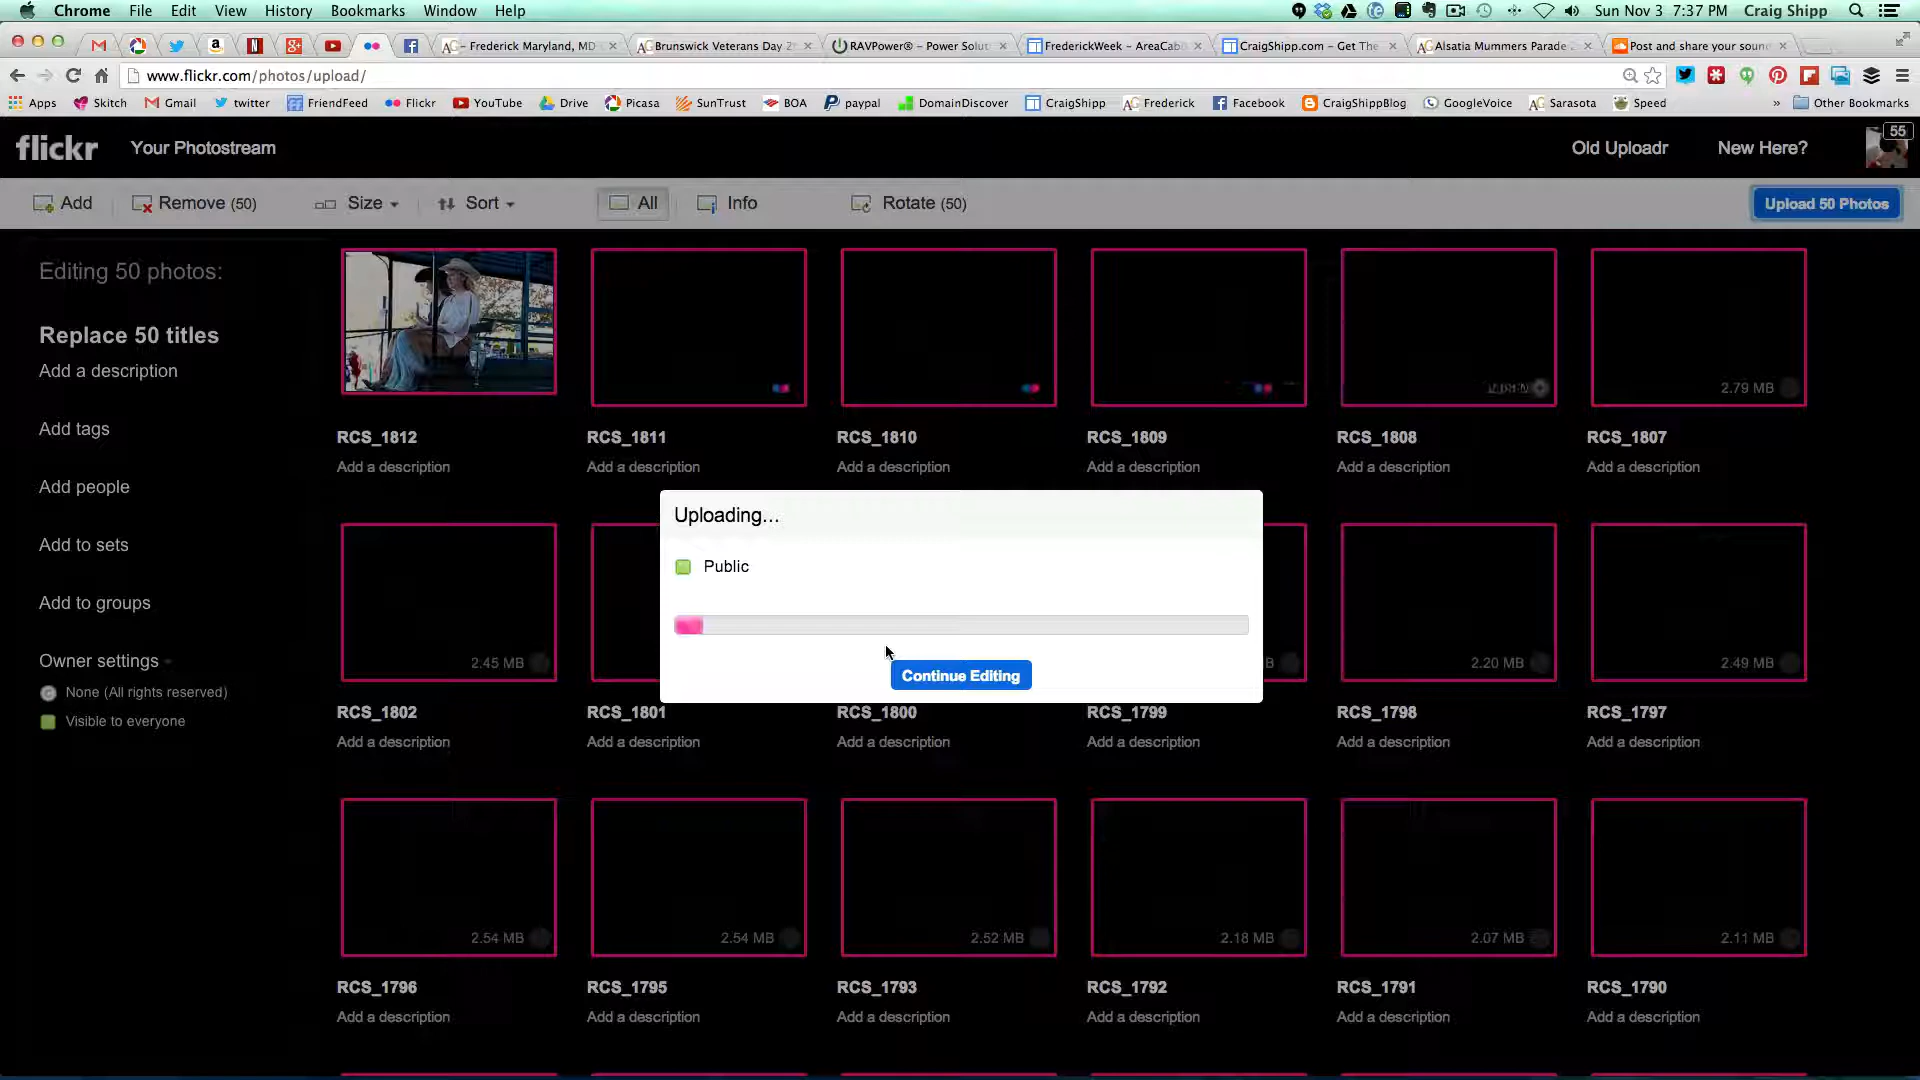 Chrome File Edit View History Bookmarks Window Help Sun Nov 3 7:37 PM Craig Shipp
- Frederick Maryland, MD Brunswick Veterans Day RAVPower® – Power Solut FrederickWeek – AreaCab CraigShipp.com – Get The Alsatia Mummers Parade Post and share your soun
www.flickr.com/photos/upload/
Apps Skitch Gmail twitter FriendFeed Flickr YouTube Drive Picasa SunTrust BOA paypal DomainDiscover CraigShipp Frederick Facebook CraigShippBlog GoogleVoice Sarasota Speed » Other Bookmarks
flickr Your Photostream Old Uploadr New Here? 55
Add Remove (50) Size Sort All Info Rotate (50) Upload 50 Photos
Editing 50 photos:
Replace 50 titles
Add a description
Add tags
Add people
Add to sets
Add to groups
Owner settings
None (All rights reserved)
Visible to everyone
2.79 MB
RCS_1812 RCS_1811 RCS_1810 RCS_1809 RCS_1808 RCS_1807
Add a description Add a description Add a description Add a description Add a description Add a description
Uploading...
Public
Continue Editing
2.45 MB B 2.20 MB 2.49 MB
RCS_1802 RCS_1801 RCS_1800 RCS_1799 RCS_1798 RCS_1797
Add a description Add a description Add a description Add a description Add a description Add a description
2.54 MB 2.54 MB 2.52 MB 2.18 MB 2.07 MB 2.11 MB
RCS_1796 RCS_1795 RCS_1793 RCS_1792 RCS_1791 RCS_1790
Add a description Add a description Add a description Add a description Add a description Add a description